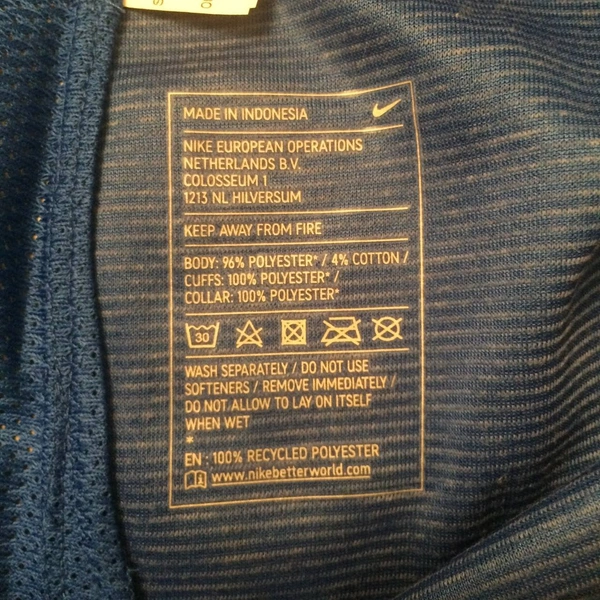 MADE IN INDONESIA
NIKE EUROPEAN OPERATIONS
NETHERLANDS B.V.
COLOSSEUM 1
1213 NL HILVERSUM
KEEP AWAY FROM FIRE
BODY: 96% POLYESTER* / 4% COTTON /
CUFFS: 100% POLYESTER* /
COLLAR: 100% POLYESTER*
30
WASH SEPARATELY / DO NOT USE
SOFTENERS / REMOVE IMMEDIATELY /
DO NOT ALLOW TO LAY ON ITSELF
WHEN WET
*
EN : 100% RECYCLED POLYESTER
www.nikebetterworld.com